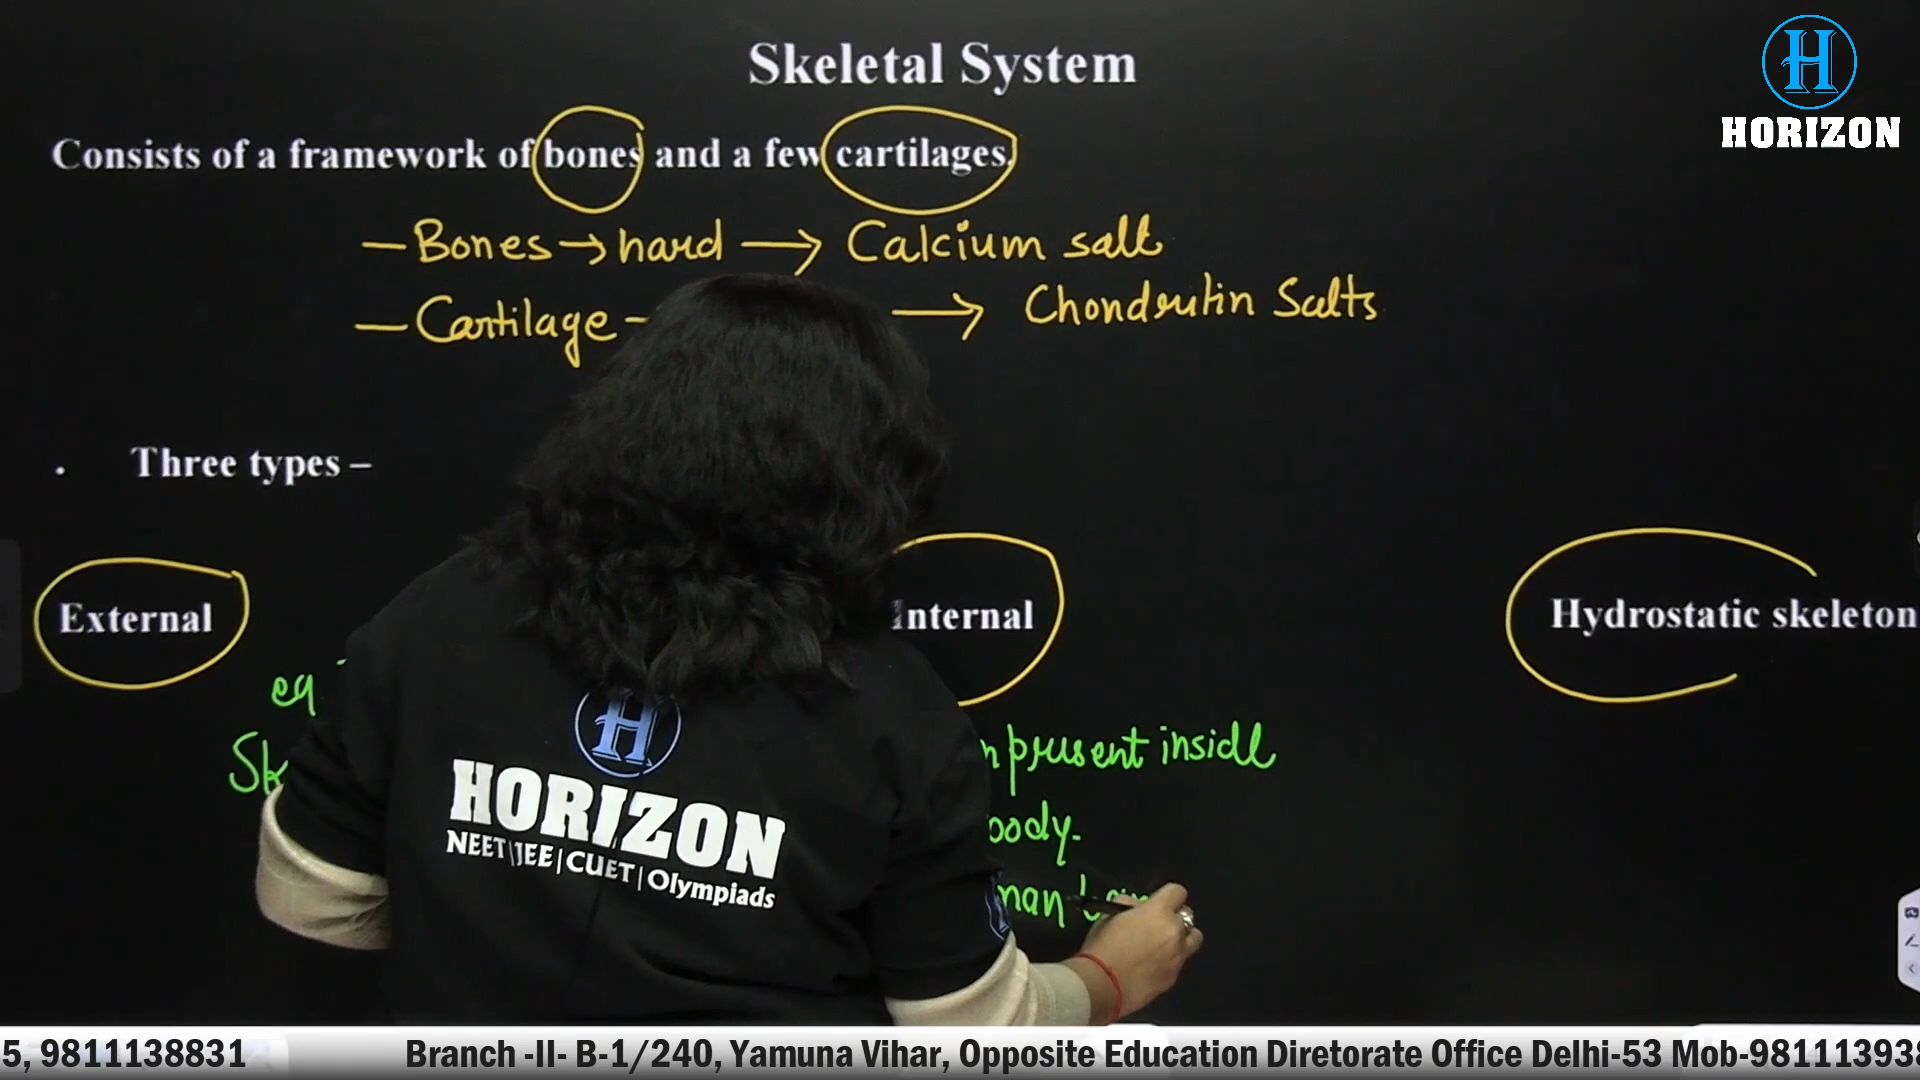 Skeletal System
H
HORIZON
Consists of a framework of bones and a few cartilages.
— Bones → hard → Calcium salt
— Cartilage - → Chondrutin Salts
. Three types –
External
Internal
Hydrostatic skeleton
eg
present inside
body.
H
HORIZON
NEET|JEE|CUET|Olympiads
5, 9811138831 Branch -II- B-1/240, Yamuna Vihar, Opposite Education Diretorate Office Delhi-53 Mob-981113938